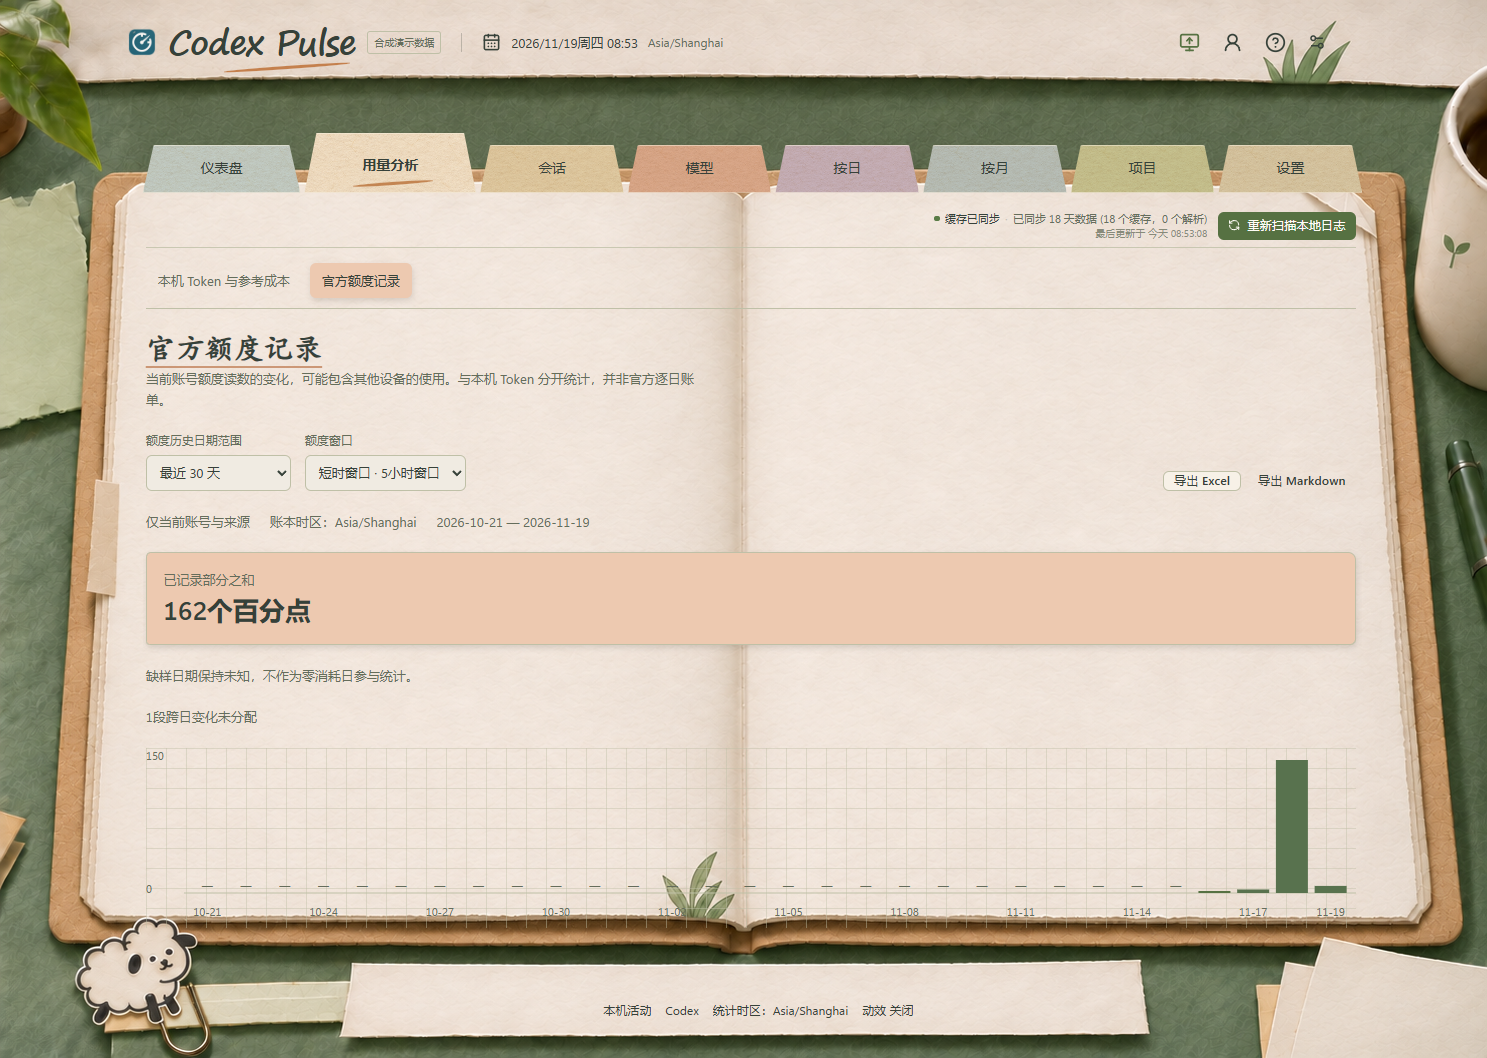 Codex Pulse 合成演示数据 2026/11/19周四 08:53 Asia/Shanghai
仪表盘 用量分析 会话 模型 按日 按月 项目 设置
缓存已同步 · 已同步 18 天数据 (18 个缓存，0 个解析)
最后更新于 今天 08:53:08
重新扫描本地日志
本机 Token 与参考成本 官方额度记录
官方额度记录
当前账号额度读数的变化，可能包含其他设备的使用。与本机 Token 分开统计，并非官方逐日账
单。
额度历史日期范围 额度窗口
最近 30 天 短时窗口 · 5小时窗口
导出 Excel 导出 Markdown
仅当前账号与来源 账本时区：Asia/Shanghai 2026-10-21 — 2026-11-19
已记录部分之和
162个百分点
缺样日期保持未知，不作为零消耗日参与统计。
1段跨日变化未分配
150
0
10-21 10-24 10-27 10-30 11-05 11-08 11-11 11-14 11-17 11-19
本机活动 Codex 统计时区：Asia/Shanghai 动效 关闭